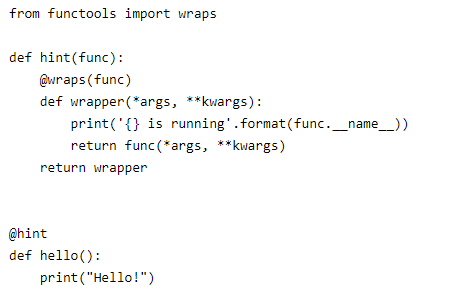 from functools import wraps

def hint(func):
    @wraps(func)
    def wrapper(*args, **kwargs):
        print('{} is running'.format(func.__name__))
        return func(*args, **kwargs)
    return wrapper


@hint
def hello():
    print("Hello!")